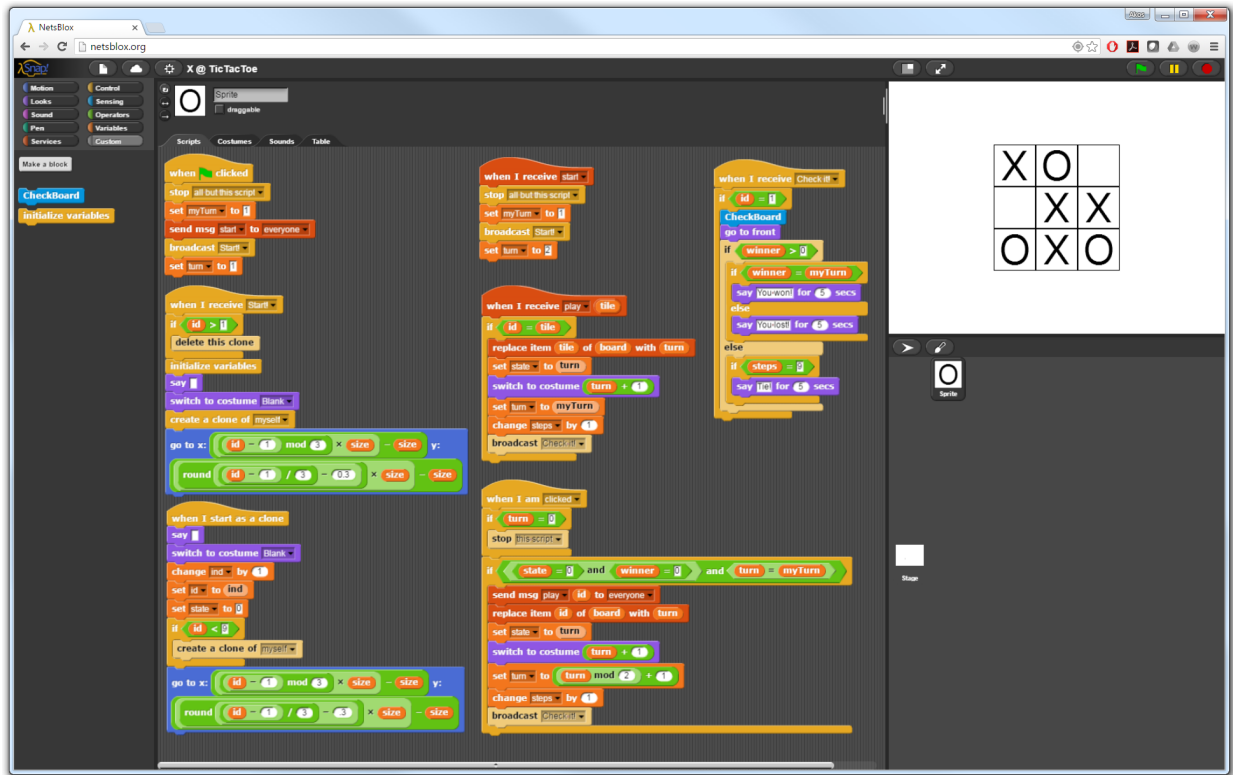 NetsBlox
Akos
netsblox.org
Snap!
X @ TicTacToe
Motion Control
Looks Sensing
Sound Operators
Pen Variables
Services Custom
Make a block
CheckBoard
initialize variables
Sprite
draggable
Scripts Costumes Sounds Table
when clicked
stop all but this script
set myTurn to 1
send msg start to everyone
broadcast Start!
set turn to 1
when I receive Start!
if id > 1
delete this clone
initialize variables
say
switch to costume Blank
create a clone of myself
go to x: id - 1 mod 3 × size - size y:
round id - 1 / 3 - 0.3 × size - size
when I start as a clone
say
switch to costume Blank
change ind by 1
set id to ind
set state to 0
if id < 9
create a clone of myself
go to x: id - 1 mod 3 × size - size y:
round id - 1 / 3 - .3 × size - size
when I receive start
stop all but this script
set myTurn to 1
broadcast Start!
set turn to 2
when I receive play tile
if id = tile
replace item tile of board with turn
set state to turn
switch to costume turn + 1
set turn to myTurn
change steps by 1
broadcast Check it!
when I am clicked
if turn = 0
stop this script
if state = 0 and winner = 0 and turn = myTurn
send msg play id to everyone
replace item id of board with turn
set state to turn
switch to costume turn + 1
set turn to turn mod 2 + 1
change steps by 1
broadcast Check it!
when I receive Check it!
if id = 1
CheckBoard
go to front
if winner > 0
if winner = myTurn
say You-won! for 5 secs
else
say You-lost! for 5 secs
else
if steps = 9
say Tie! for 5 secs
X O
X X
O X O
O
Sprite
Stage